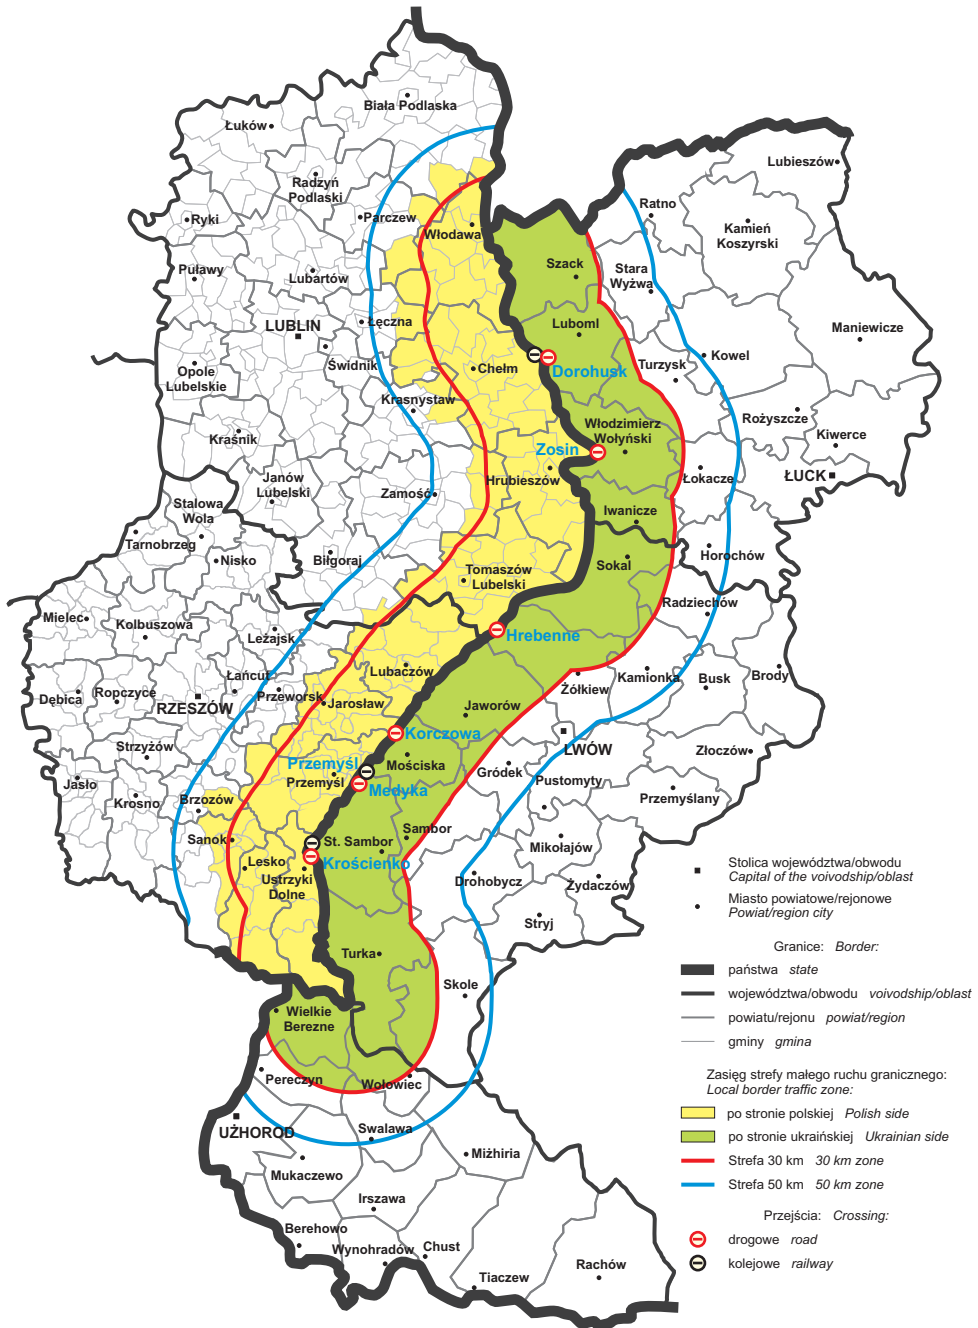 Biała Podlaska
Łuków
Lubieszów
Radzyń
Podlaski
Ratno
Ryki
Parczew
Włodawa
Kamień
Koszyrski
Puławy
Lubartów
Szack
Stara
Wyżwa
LUBLIN
Łęczna
Luboml
Maniewicze
Opole
Lubelskie
Świdnik
Chełm
Dorohusk
Turzysk
Kowel
Krasnystaw
Rożyszcze
Kraśnik
Włodzimierz
Wołyński
Kiwerce
Zosin
Janów
Lubelski
Zamość
Hrubieszów
Łokacze
ŁUCK
Stalowa
Wola
Iwanicze
Tarnobrzeg
Nisko
Biłgoraj
Tomaszów
Lubelski
Sokal
Horochów
Mielec
Kolbuszowa
Leżajsk
Hrebenne
Radziechów
Dębica
Ropczyce
RZESZÓW
Łańcut
Przeworsk
Lubaczów
Jarosław
Żółkiew
Kamionka
Busk
Brody
Jaworów
Strzyżów
Korczowa
LWÓW
Złoczów
Jasło
Krosno
Brzozów
Przemyśl
Przemyśl
Mościska
Medyka
Gródek
Pustomyty
Przemyślany
Sanok
St. Sambor
Sambor
Mikołajów
Lesko
Krościenko
Ustrzyki
Dolne
Drohobycz
Żydaczów
Stryj
Turka
Skole
Wielkie
Berezne
Pereczyn
Wołowiec
UŻHOROD
Swalawa
Miżhiria
Mukaczewo
Irszawa
Berehowo
Wynohradów
Chust
Tiaczew
Rachów
Stolica województwa/obwodu
Capital of the voivodship/oblast
Miasto powiatowe/rejonowe
Powiat/region city
Granice: Border:
państwa state
województwa/obwodu voivodship/oblast
powiatu/rejonu powiat/region
gminy gmina
Zasięg strefy małego ruchu granicznego:
Local border traffic zone:
po stronie polskiej Polish side
po stronie ukraińskiej Ukrainian side
Strefa 30 km 30 km zone
Strefa 50 km 50 km zone
Przejścia: Crossing:
drogowe road
kolejowe railway